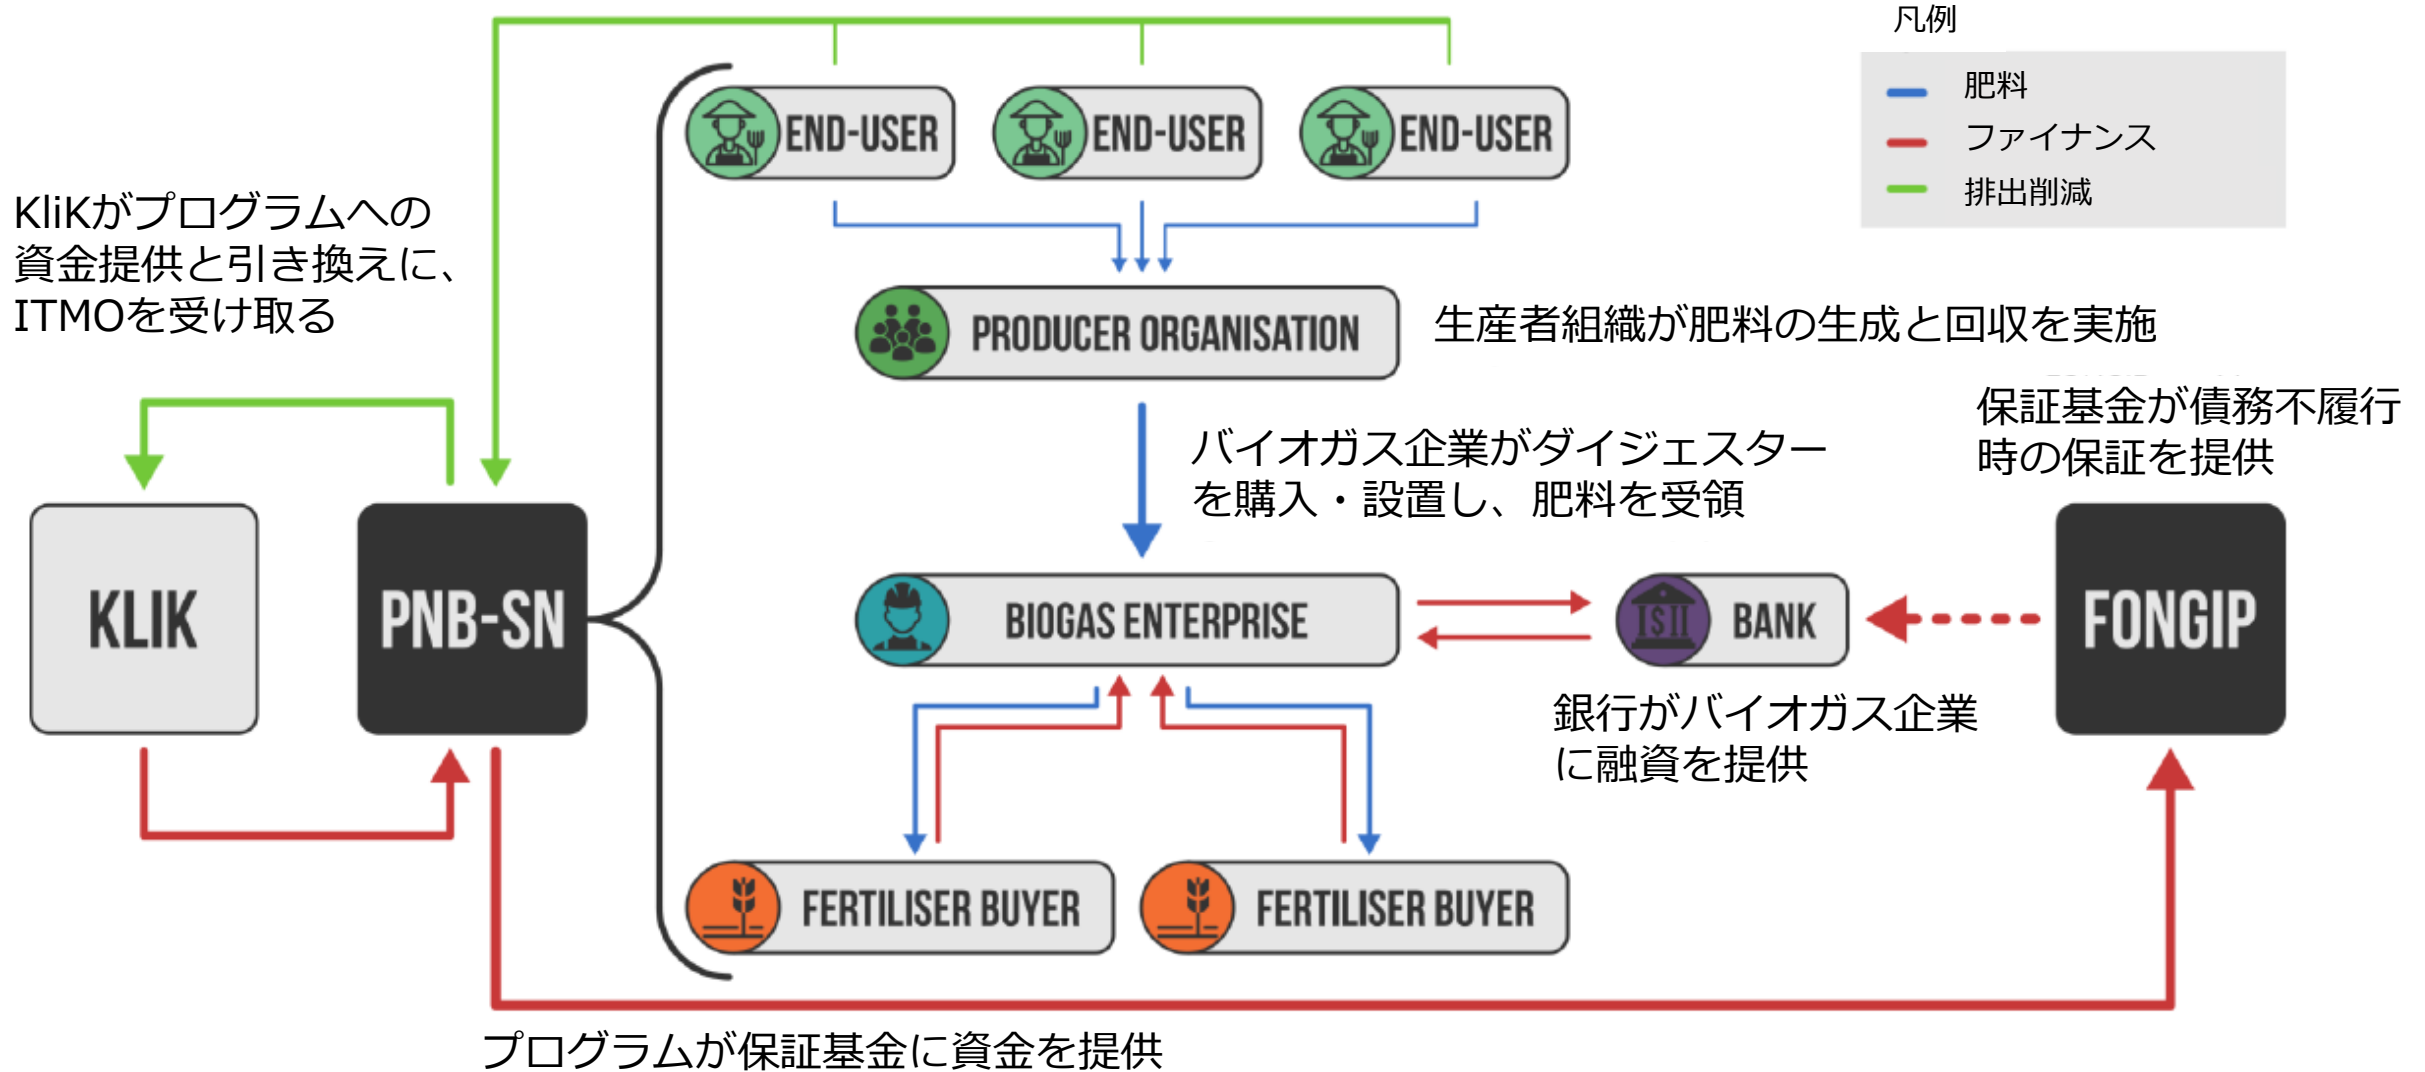 凡例
肥料
ファイナンス
排出削減
END-USER
END-USER
END-USER
KliKがプログラムへの
資金提供と引き換えに、
ITMOを受け取る
PRODUCER ORGANISATION
生産者組織が肥料の生成と回収を実施
保証基金が債務不履行
時の保証を提供
バイオガス企業がダイジェスター
を購入・設置し、肥料を受領
KLIK
PNB-SN
BIOGAS ENTERPRISE
$
BANK
FONGIP
銀行がバイオガス企業
に融資を提供
FERTILISER BUYER
FERTILISER BUYER
プログラムが保証基金に資金を提供